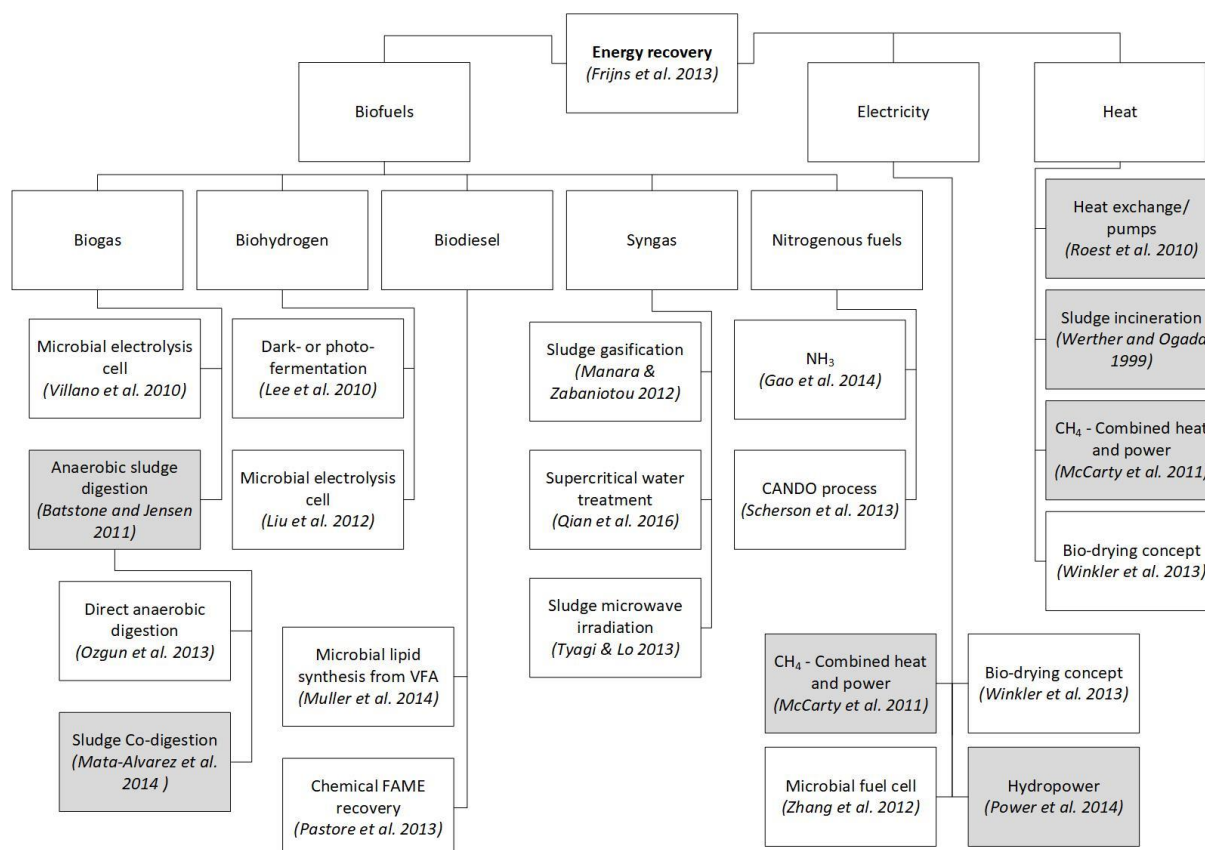 Energy recovery
(Frijns et al. 2013)
Biofuels
Electricity
Heat
Biogas
Biohydrogen
Biodiesel
Syngas
Nitrogenous fuels
Heat exchange/
pumps
(Roest et al. 2010)
Sludge incineration
(Werther and Ogada
1999)
CH₄ - Combined heat
and power
(McCarty et al. 2011)
Bio-drying concept
(Winkler et al. 2013)
Microbial electrolysis
cell
(Villano et al. 2010)
Anaerobic sludge
digestion
(Batstone and Jensen
2011)
Direct anaerobic
digestion
(Ozgun et al. 2013)
Sludge Co-digestion
(Mata-Alvarez et al.
2014 )
Dark- or photo-
fermentation
(Lee et al. 2010)
Microbial electrolysis
cell
(Liu et al. 2012)
Microbial lipid
synthesis from VFA
(Muller et al. 2014)
Chemical FAME
recovery
(Pastore et al. 2013)
Sludge gasification
(Manara &
Zabaniotou 2012)
Supercritical water
treatment
(Qian et al. 2016)
Sludge microwave
irradiation
(Tyagi & Lo 2013)
NH₃
(Gao et al. 2014)
CANDO process
(Scherson et al. 2013)
CH₄ - Combined heat
and power
(McCarty et al. 2011)
Bio-drying concept
(Winkler et al. 2013)
Microbial fuel cell
(Zhang et al. 2012)
Hydropower
(Power et al. 2014)